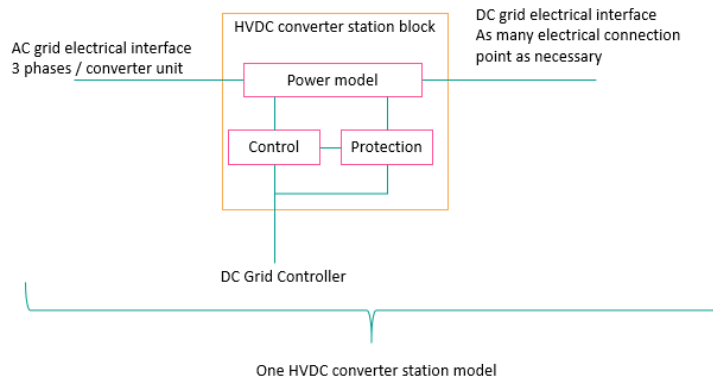 HVDC converter station block
DC grid electrical interface
As many electrical connection
point as necessary
AC grid electrical interface
3 phases / converter unit
Power model
Control
Protection
DC Grid Controller
One HVDC converter station model